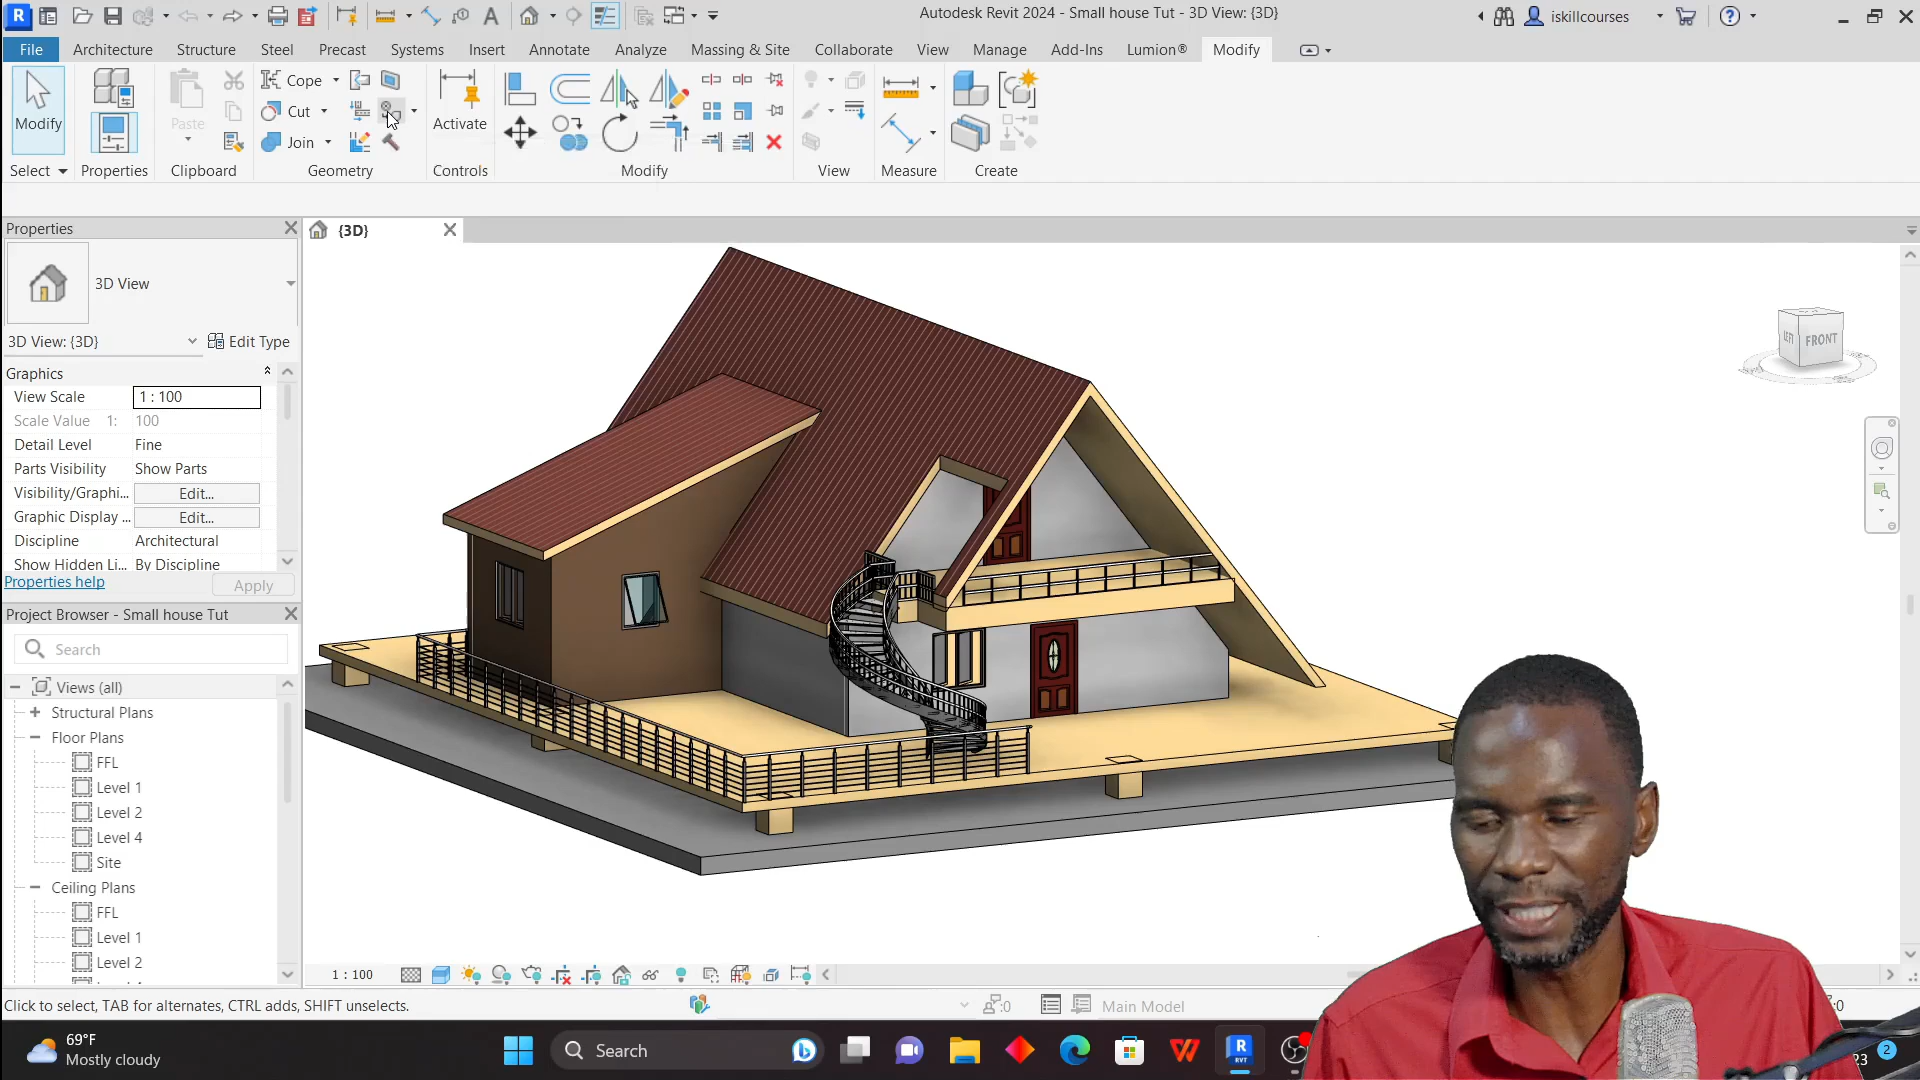 Autodesk Revit 2024 - Small house Tut - 3D View: {3D}
iskillcourses
File Architecture Structure Steel Precast Systems Insert Annotate Analyze Massing & Site Collaborate View Manage Add-Ins Lumion® Modify
Modify
Paste
Cope
Cut
Join
Activate
Select Properties Clipboard Geometry Controls Modify View Measure Create
Properties
{3D}
3D View
3D View: {3D}
Edit Type
Graphics
View Scale 1 : 100
Scale Value 1: 100
Detail Level Fine
Parts Visibility Show Parts
Visibility/Graphi... Edit...
Graphic Display ... Edit...
Discipline Architectural
Show Hidden Li... By Discipline
Properties help
Apply
Project Browser - Small house Tut
Search
Views (all)
Structural Plans
Floor Plans
FFL
Level 1
Level 2
Level 4
Site
Ceiling Plans
FFL
Level 1
Level 2
LEFT
FRONT
1 : 100
Click to select, TAB for alternates, CTRL adds, SHIFT unselects.
:0
Main Model
:0
69°F
Mostly cloudy
Search
R
RVT
23
2